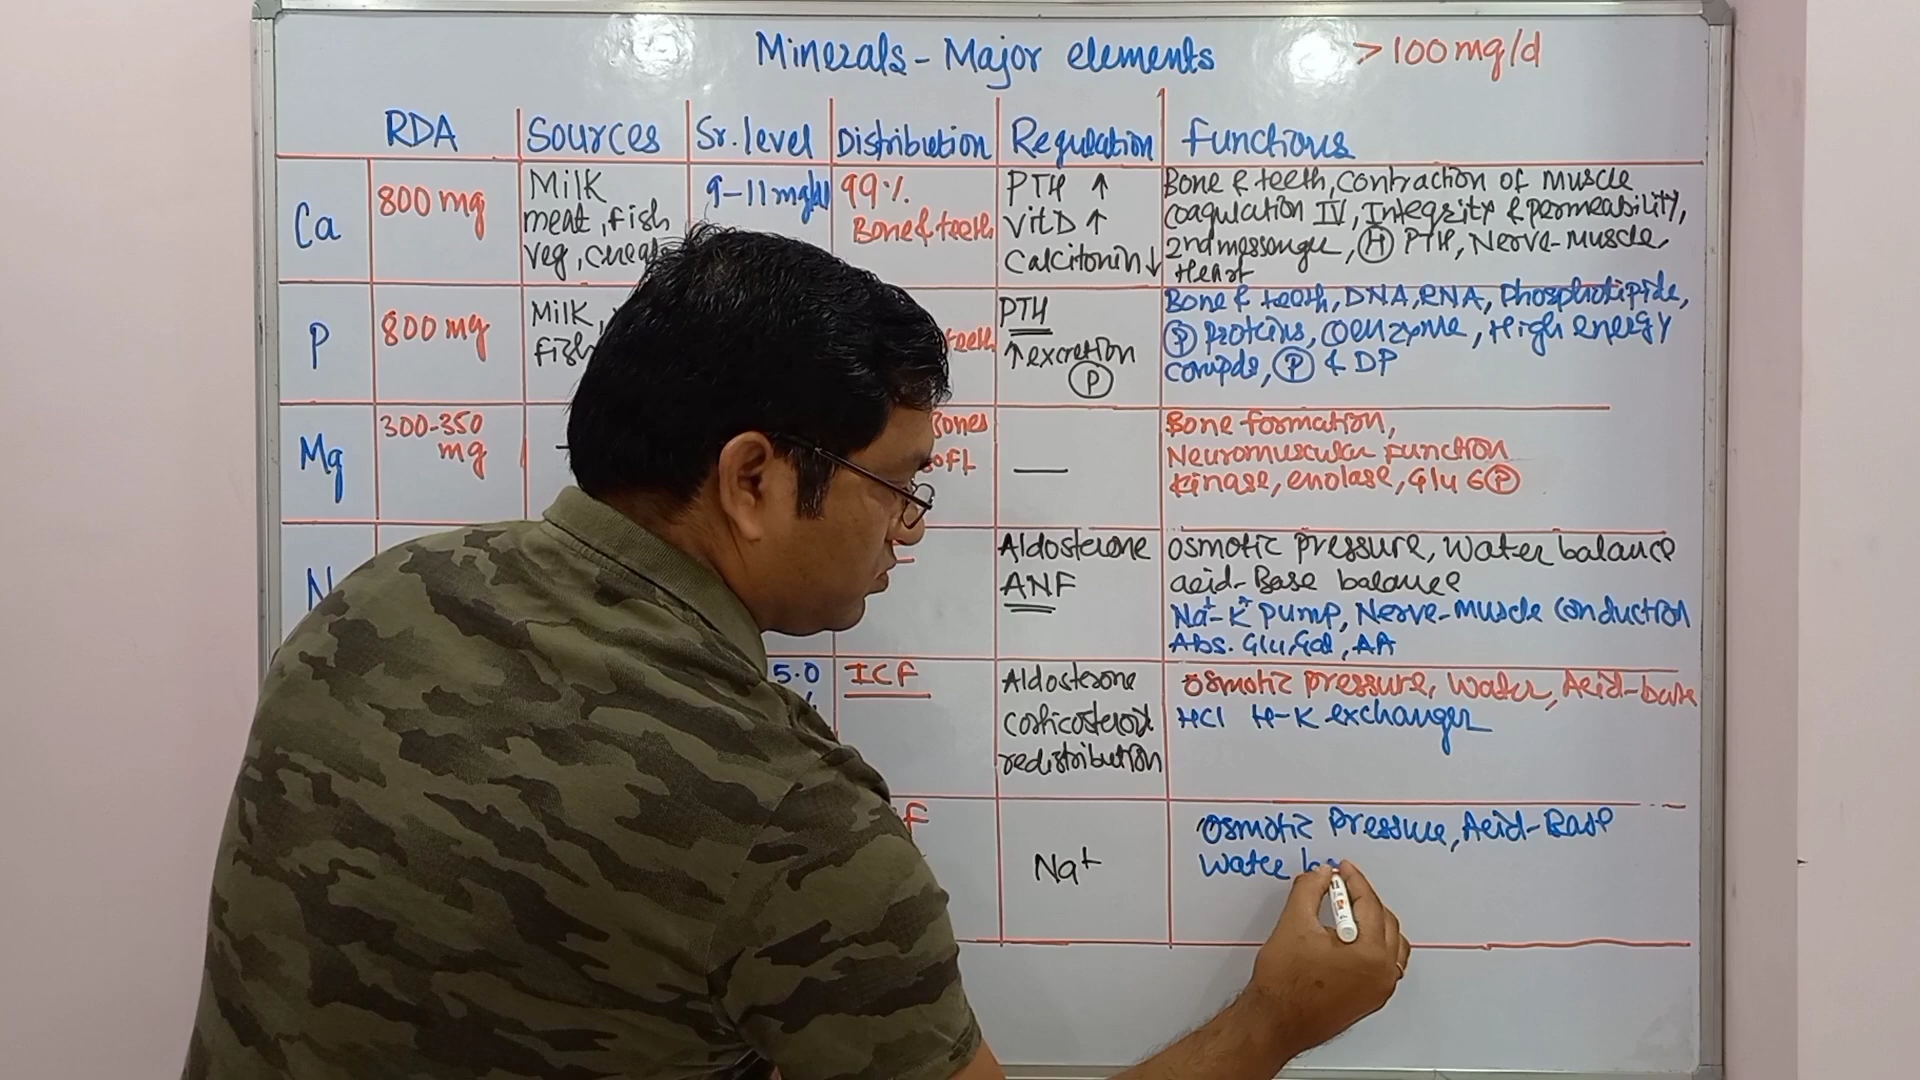 Minerals - Major elements > 100mg/d
RDA Sources Sr. level Distribution Regulation Functions
Ca 800 mg
Milk
meat, fish
veg, cereals
9-11 mg/dl
99%
Bone & teeth
PTH ↑
Vit D ↑
Calcitonin ↓
Bone & teeth, contraction of muscle
coagulation IV, Integrity & permeability,
2nd messenger, Ⓗ PTH, Nerve-muscle
Heart
P 800 mg
Milk,
fish
teeth
PTH
↑ excretion
Ⓟ
Bone & teeth, DNA, RNA, Phospholipide,
Ⓟ proteins, coenzyme, High energy
compds, Ⓟ & DP
Mg 300-350
mg
Bones
soft
—
Bone formation,
Neuromuscular function
kinase, enolase, Glu 6 Ⓟ
N
Aldosterone
ANF
Osmotic pressure, Water balance
acid-Base balance
Na⁺-K⁺ pump, Nerve-muscle conduction
Abs. Glu, Gal, AA
5.0
ICF
Aldosterone
corticosteroid
redistribution
Osmotic pressure, Water, Acid-base
HCl H-K exchanger
F
Na⁺
Osmotic Pressure, Acid-Base
Water